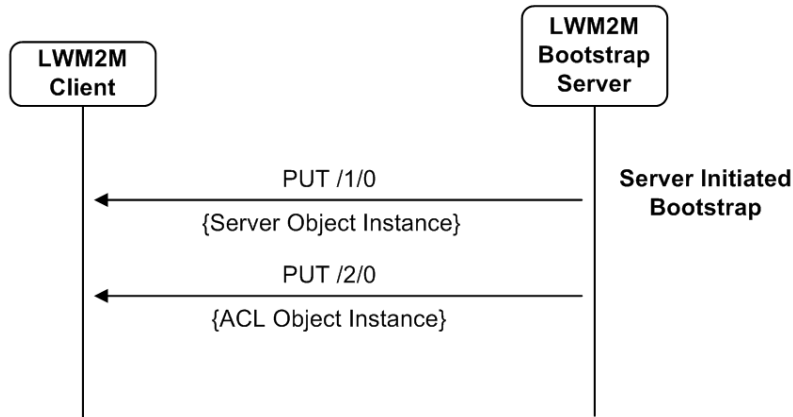 LWM2M
Client
LWM2M
Bootstrap
Server
PUT /1/0
{Server Object Instance}
Server Initiated
Bootstrap
PUT /2/0
{ACL Object Instance}